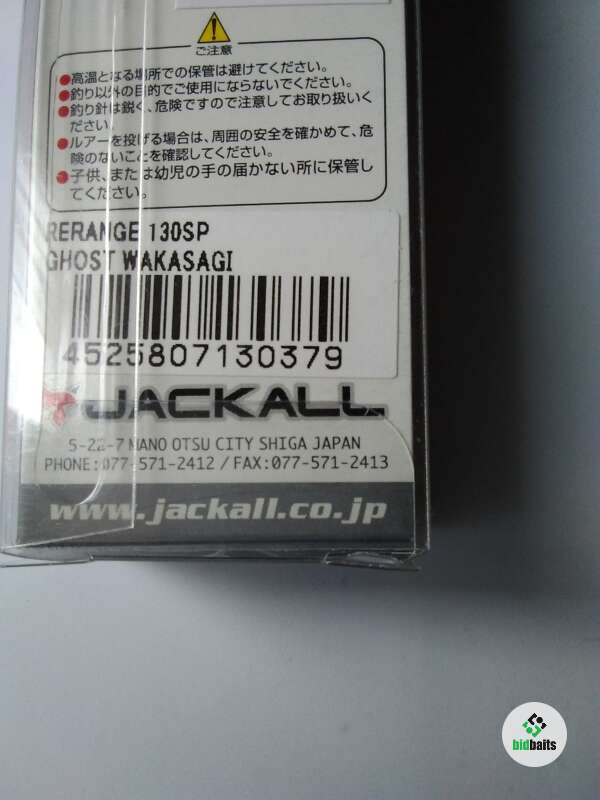 ご注意
●高温となる場所での保管は避けてください。
●釣り以外の目的でご使用にならないでください。
●釣り針は鋭く、危険ですので注意してお取り扱いく
ださい。
●ルアーを投げる場合は、周囲の安全を確かめて、危
険のないことを確認してください。
●子供、または幼児の手の届かない所に保管し
てください。
RERANGE 130SP
GHOST WAKASAGI
4525807130379
JACKALL
5-22-7 NANO OTSU CITY SHIGA JAPAN
PHONE:077-571-2412 / FAX:077-571-2413
www.jackall.co.jp
bidbaits